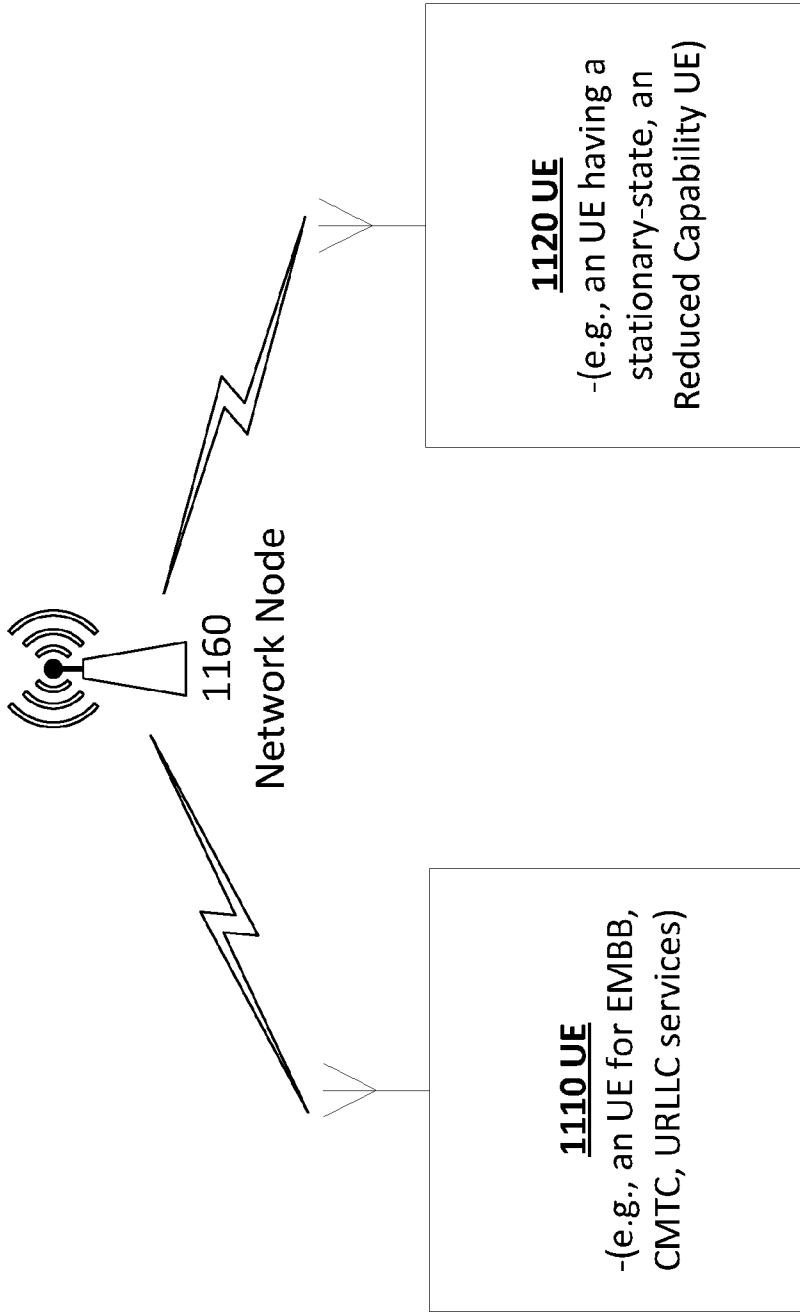 1160
Network Node
1110 UE
-(e.g., an UE for EMBB,
CMTC, URLLC services)
1120 UE
-(e.g., an UE having a
stationary-state, an
Reduced Capability UE)